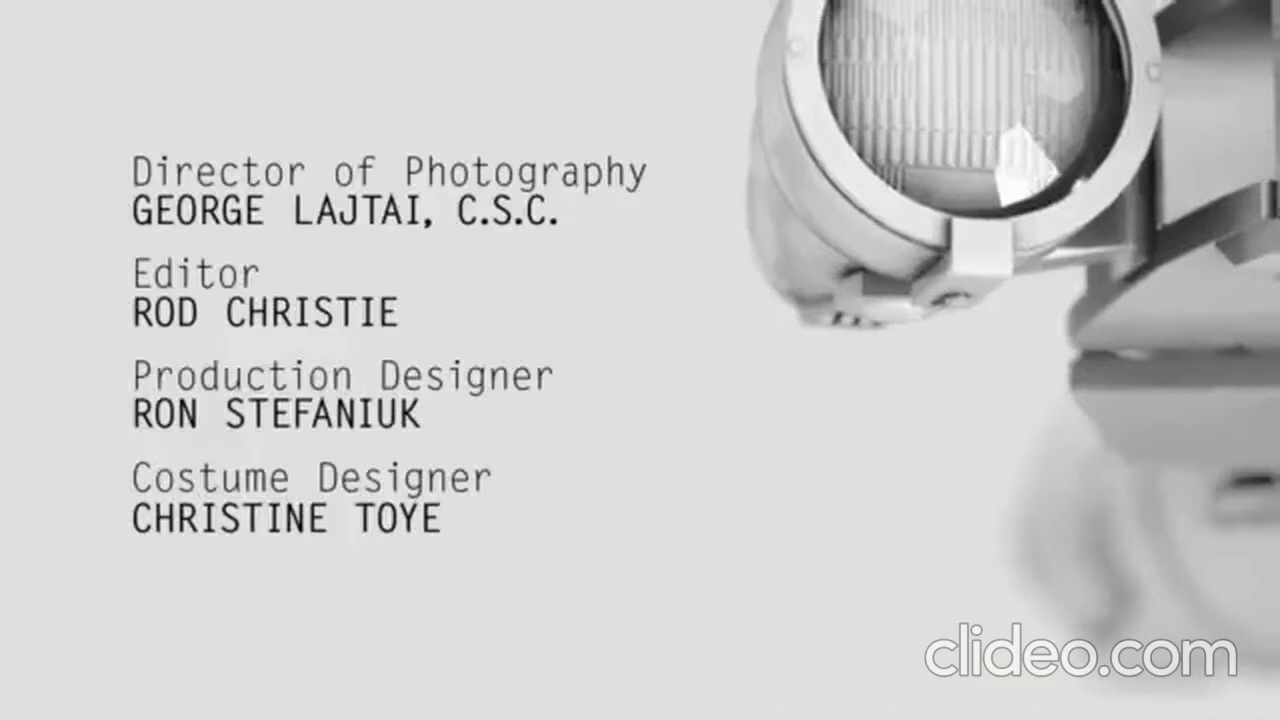 Director of Photography
GEORGE LAJTAI, C.S.C.
Editor
ROD CHRISTIE
Production Designer
RON STEFANIUK
Costume Designer
CHRISTINE TOYE
clideo.com